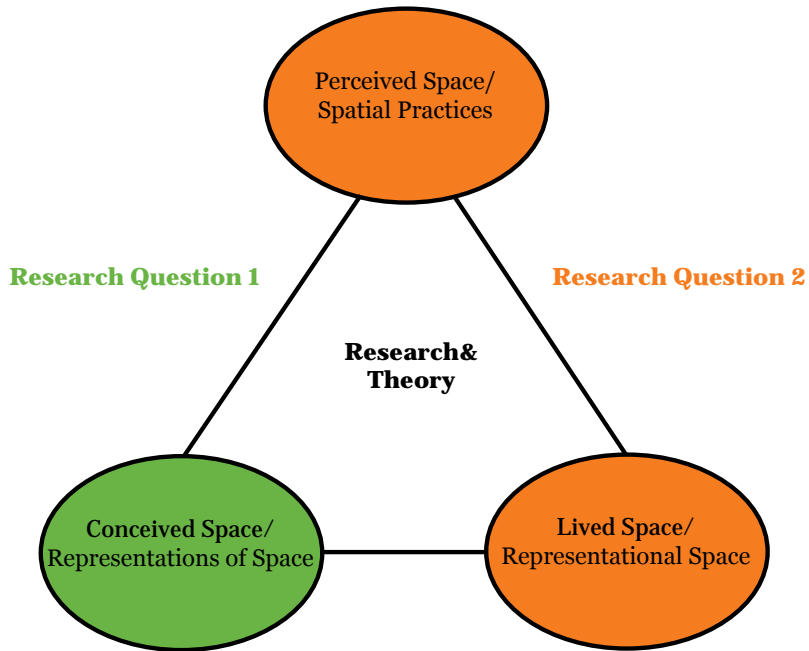 Perceived Space/
Spatial Practices
Research Question 1
Research Question 2
Research&
Theory
Conceived Space/
Representations of Space
Lived Space/
Representational Space